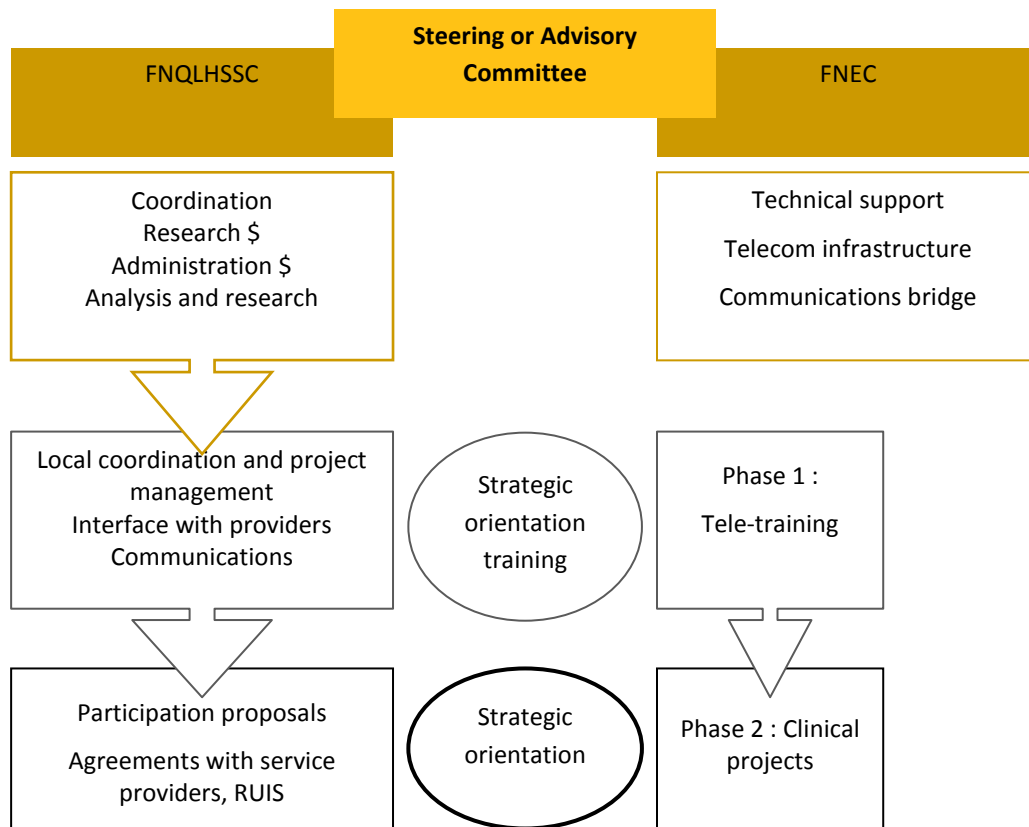 Steering or Advisory
Committee
FNQLHSSC
FNEC
Coordination
Research $
Administration $
Analysis and research
Technical support
Telecom infrastructure
Communications bridge
Local coordination and project
management
Interface with providers
Communications
Strategic
orientation
training
Phase 1 :
Tele-training
Participation proposals
Agreements with service
providers, RUIS
Strategic
orientation
Phase 2 : Clinical
projects